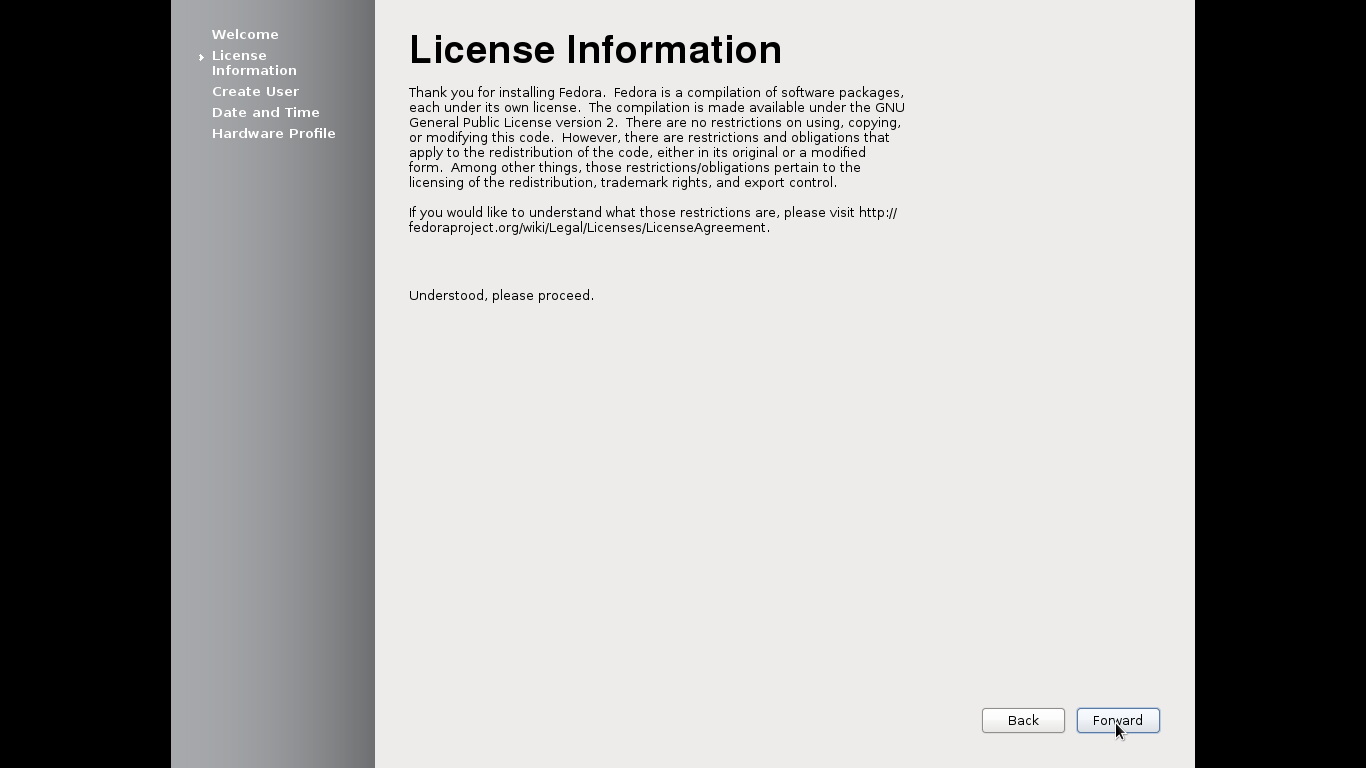 Welcome
License
Information
Create User
Date and Time
Hardware Profile
License Information
Thank you for installing Fedora.  Fedora is a compilation of software packages,
each under its own license.  The compilation is made available under the GNU
General Public License version 2.  There are no restrictions on using, copying,
or modifying this code.  However, there are restrictions and obligations that
apply to the redistribution of the code, either in its original or a modified
form.  Among other things, those restrictions/obligations pertain to the
licensing of the redistribution, trademark rights, and export control.
If you would like to understand what those restrictions are, please visit http://
fedoraproject.org/wiki/Legal/Licenses/LicenseAgreement.
Understood, please proceed.
Back
Forward